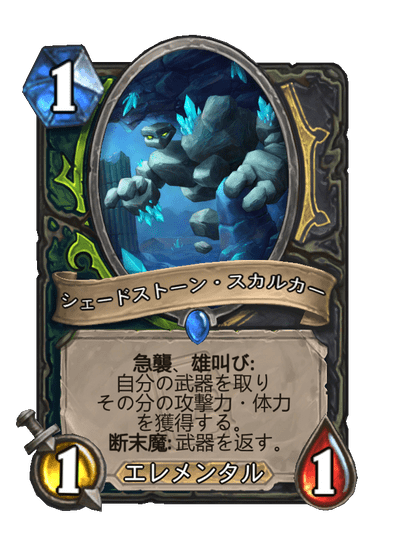 1
シェードストーン・スカルカー
急襲、雄叫び:
自分の武器を取り
その分の攻撃力・体力
を獲得する。
断末魔:武器を返す。
1
エレメンタル
1